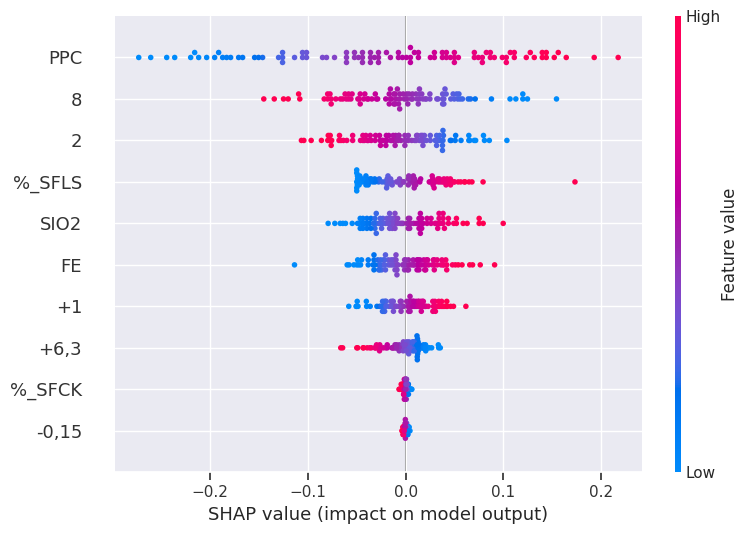 High
PPC
8
2
%_SFLS
SIO2
FE
+1
+6,3
%_SFCK
-0,15
Feature value
Low
−0.2 −0.1 0.0 0.1 0.2
SHAP value (impact on model output)